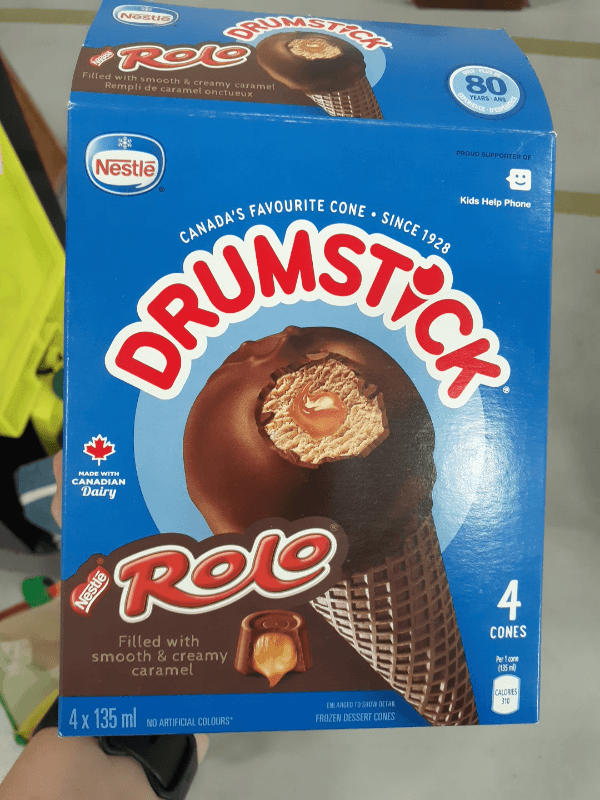 Nestlé
DRUMSTICK
Nestlé
ROLO
Filled with smooth & creamy caramel
Rempli de caramel onctueux
80
YEARS · ANS
Nestlé
PROUD SUPPORTER OF
Kids Help Phone
CANADA'S FAVOURITE CONE • SINCE 1928
DRUMSTICK
MADE WITH
CANADIAN
Dairy
Nestlé
ROLO
Filled with
smooth & creamy
caramel
4
CONES
Per 1 cone
(135 ml)
CALORIES
310
4 x 135 ml
NO ARTIFICIAL COLOURS*
ENLARGED TO SHOW DETAIL
FROZEN DESSERT CONES